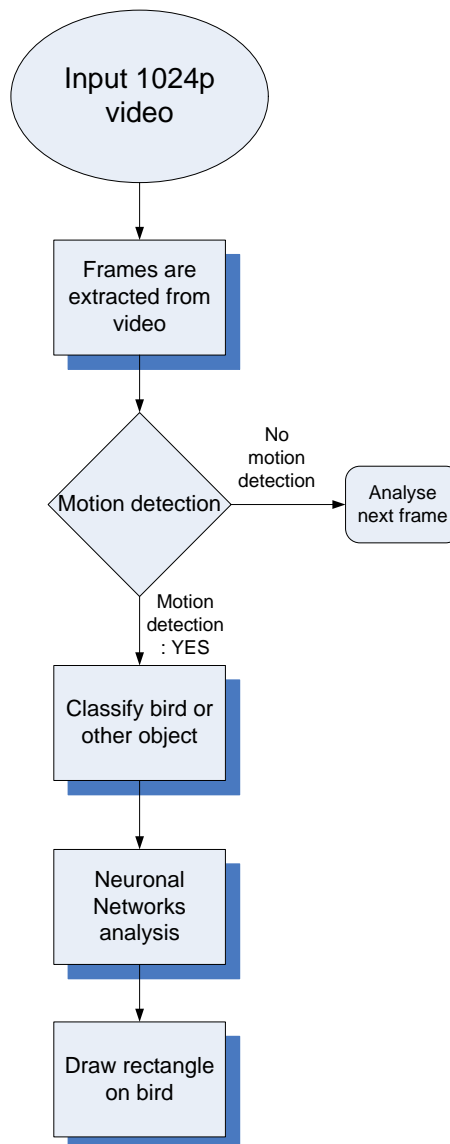 Input 1024p
video
Frames are
extracted from
video
Motion detection
No
motion
detection
Analyse
next frame
Motion
detection
: YES
Classify bird or
other object
Neuronal
Networks
analysis
Draw rectangle
on bird